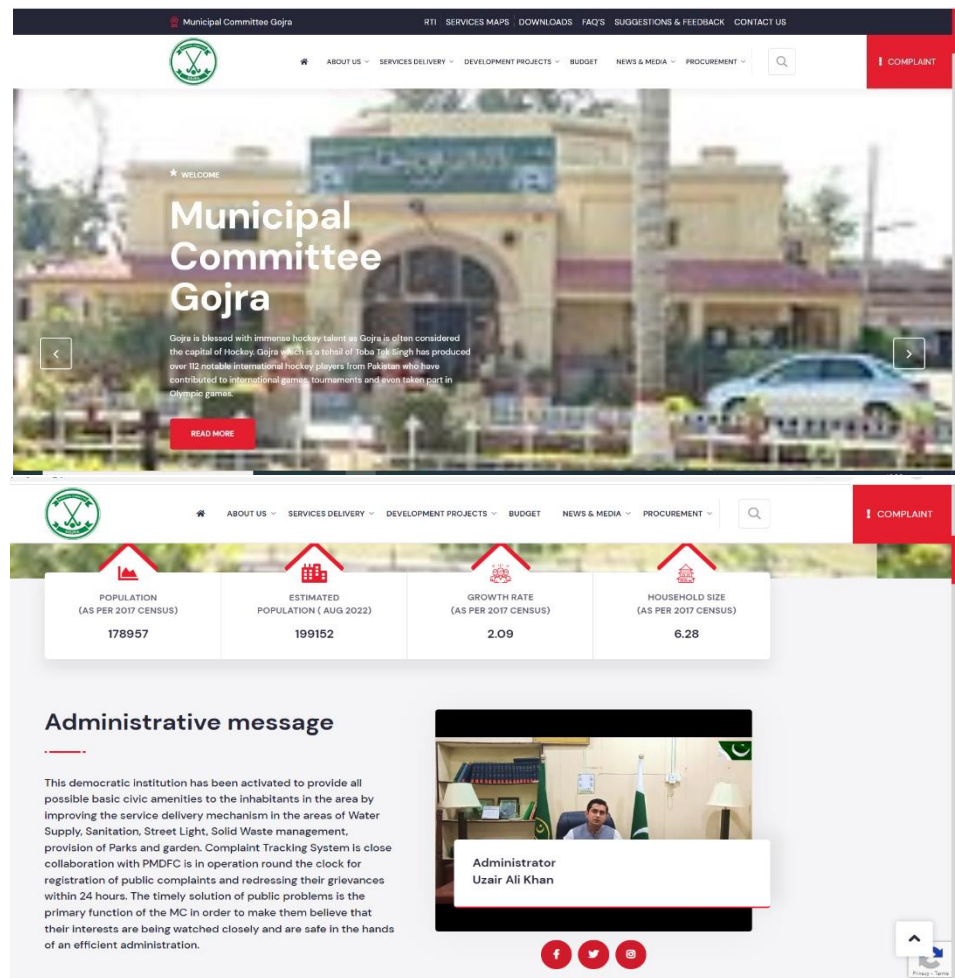 Municipal Committee Gojra
RTI SERVICES MAPS DOWNLOADS FAQ'S SUGGESTIONS & FEEDBACK CONTACT US
ABOUT US SERVICES DELIVERY DEVELOPMENT PROJECTS BUDGET NEWS & MEDIA PROCUREMENT
! COMPLAINT
WELCOME
Municipal
Committee
Gojra
Gojra is blessed with immense hockey talent as Gojra is often considered
the capital of Hockey. Gojra which is a tehsil of Toba Tek Singh has produced
over 112 notable international hockey players from Pakistan who have
contributed to international games, tournaments and even taken part in
Olympic games.
READ MORE
ABOUT US SERVICES DELIVERY DEVELOPMENT PROJECTS BUDGET NEWS & MEDIA PROCUREMENT
! COMPLAINT
POPULATION
(AS PER 2017 CENSUS)
178957
ESTIMATED
POPULATION ( AUG 2022)
199152
GROWTH RATE
(AS PER 2017 CENSUS)
2.09
HOUSEHOLD SIZE
(AS PER 2017 CENSUS)
6.28
Administrative message
This democratic institution has been activated to provide all
possible basic civic amenities to the inhabitants in the area by
improving the service delivery mechanism in the areas of Water
Supply, Sanitation, Street Light, Solid Waste management,
provision of Parks and garden. Complaint Tracking System is close
collaboration with PMDFC is in operation round the clock for
registration of public complaints and redressing their grievances
within 24 hours. The timely solution of public problems is the
primary function of the MC in order to make them believe that
their interests are being watched closely and are safe in the hands
of an efficient administration.
Administrator
Uzair Ali Khan
Privacy - Terms